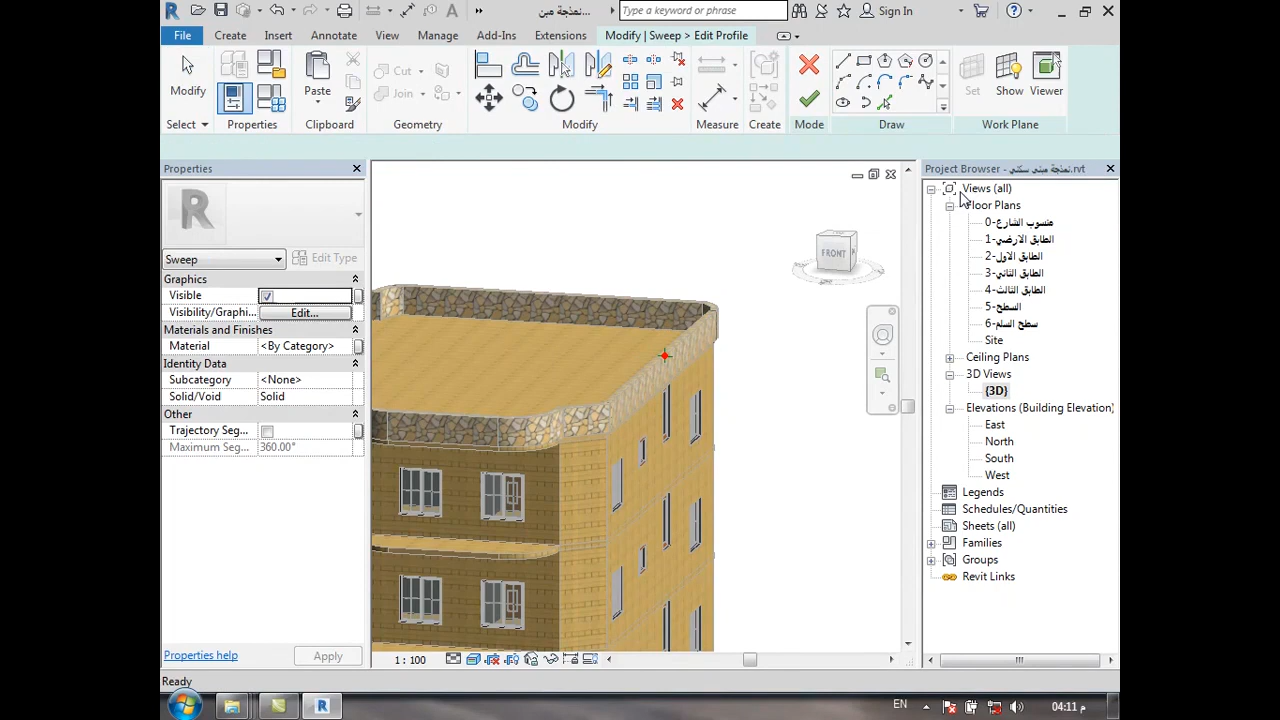 نمذجة مبن...
Type a keyword or phrase
Sign In
File Create Insert Annotate View Manage Add-Ins Extensions Modify | Sweep > Edit Profile
Modify Paste Cut Join Set Show Viewer
Select Properties Clipboard Geometry Modify Measure Create Mode Draw Work Plane
Properties
R
Sweep Edit Type
Graphics
Visible
Visibility/Graphi... Edit...
Materials and Finishes
Material <By Category>
Identity Data
Subcategory <None>
Solid/Void Solid
Other
Trajectory Seg...
Maximum Seg... 360.00°
Properties help Apply
FRONT
1 : 100
Project Browser - نمذجة مبنى سكني.rvt
Views (all)
Floor Plans
0-منسوب الشارع
1-الطابق الارضي
2-الطابق الاول
3-الطابق الثاني
4-الطابق الثالث
5-السطح
6-سطح السلم
Site
Ceiling Plans
3D Views
{3D}
Elevations (Building Elevation)
East
North
South
West
Legends
Schedules/Quantities
Sheets (all)
Families
Groups
Revit Links
Ready
EN 04:11 م